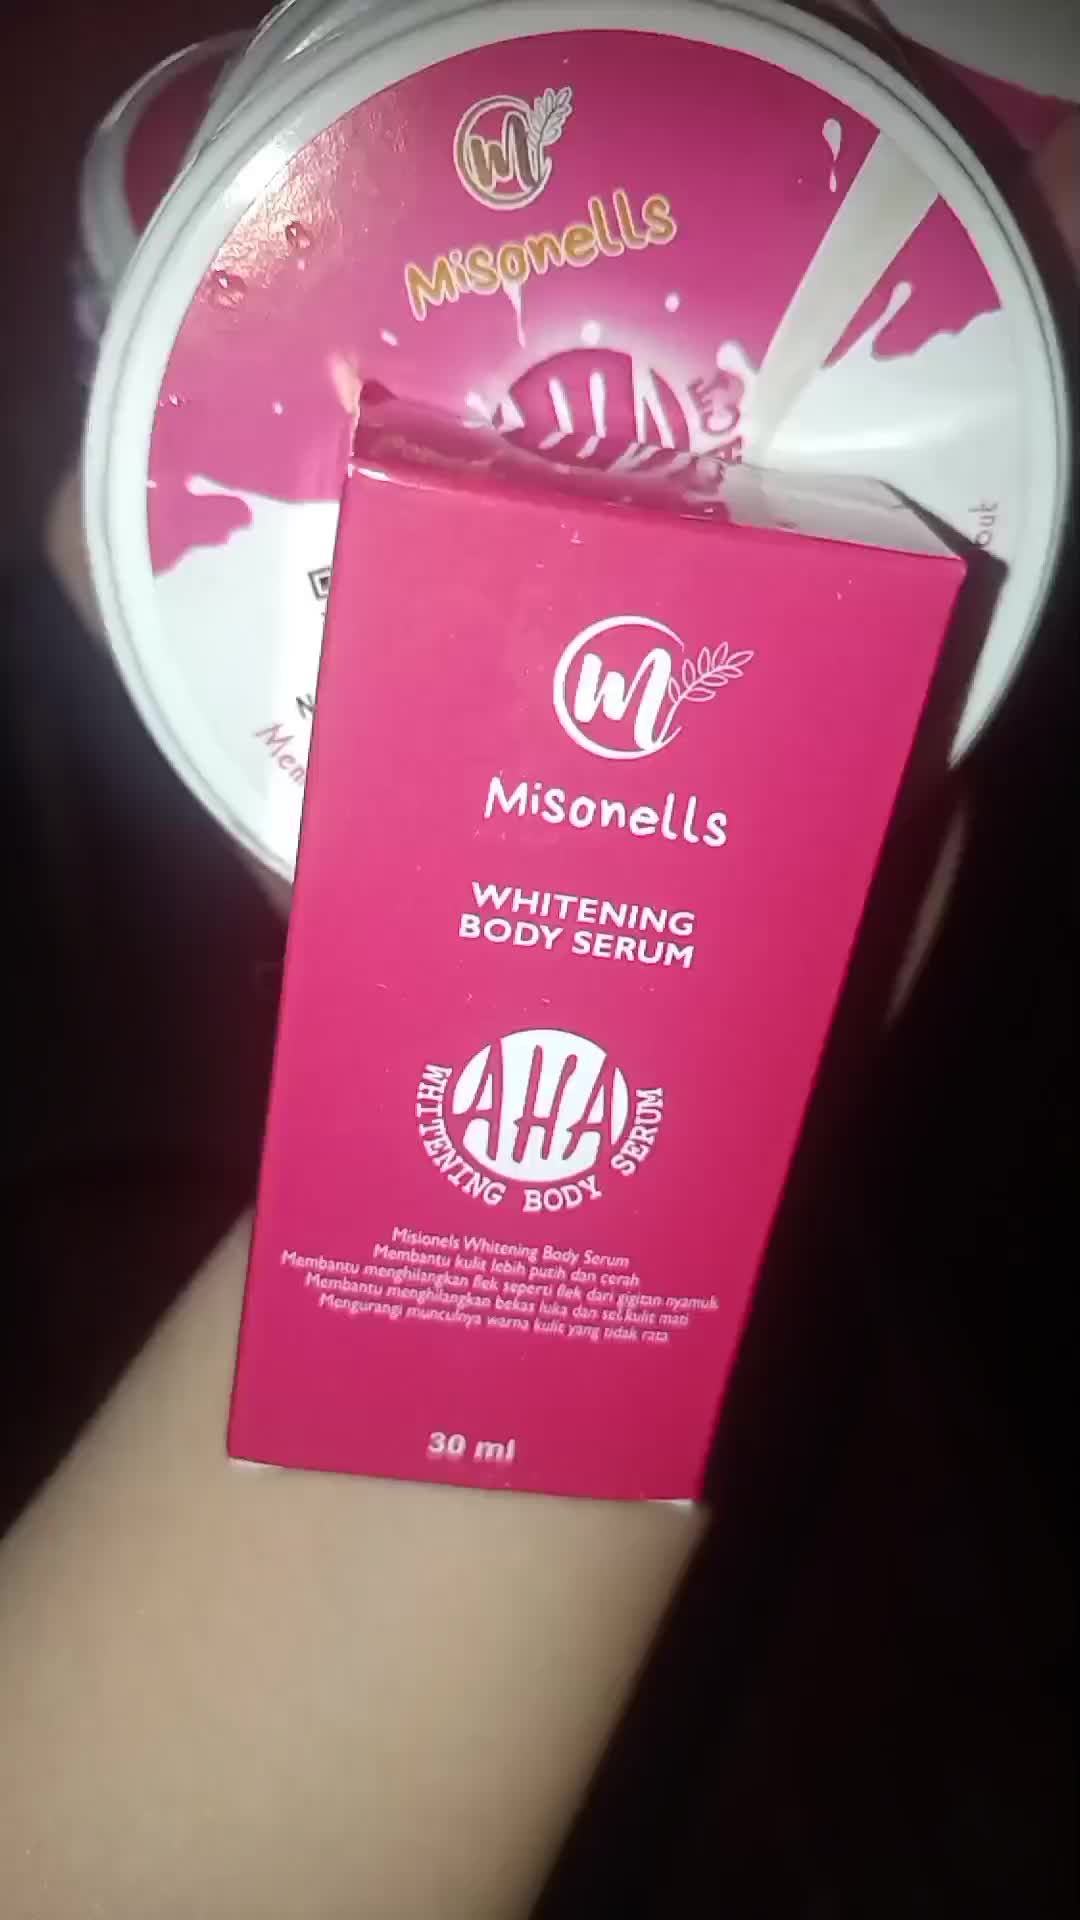 M
Misonells
out
Mem
M
Misonells
WHITENING
BODY SERUM
AHA
WHITENING BODY SERUM
Misionels Whitening Body Serum
Membantu kulit lebih putih dan cerah
Membantu menghilangkan flek seperti flek dari gigitan nyamuk
Membantu menghilangkan bekas luka dan sel kulit mati
Mengurangi munculnya warna kulit yang tidak rata
30 ml